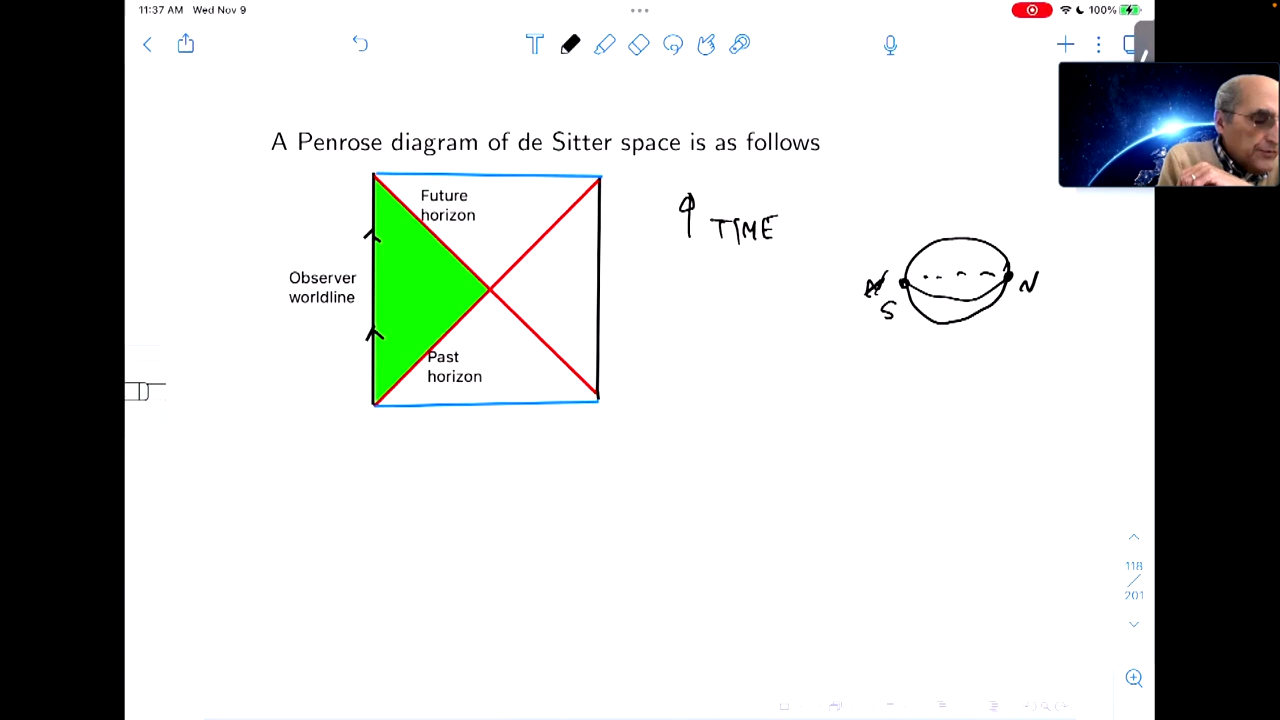 11:37 AM Wed Nov 9
100%
T
A Penrose diagram of de Sitter space is as follows
Future
horizon
TIME
Observer
worldline
N
S
Past
horizon
118
201